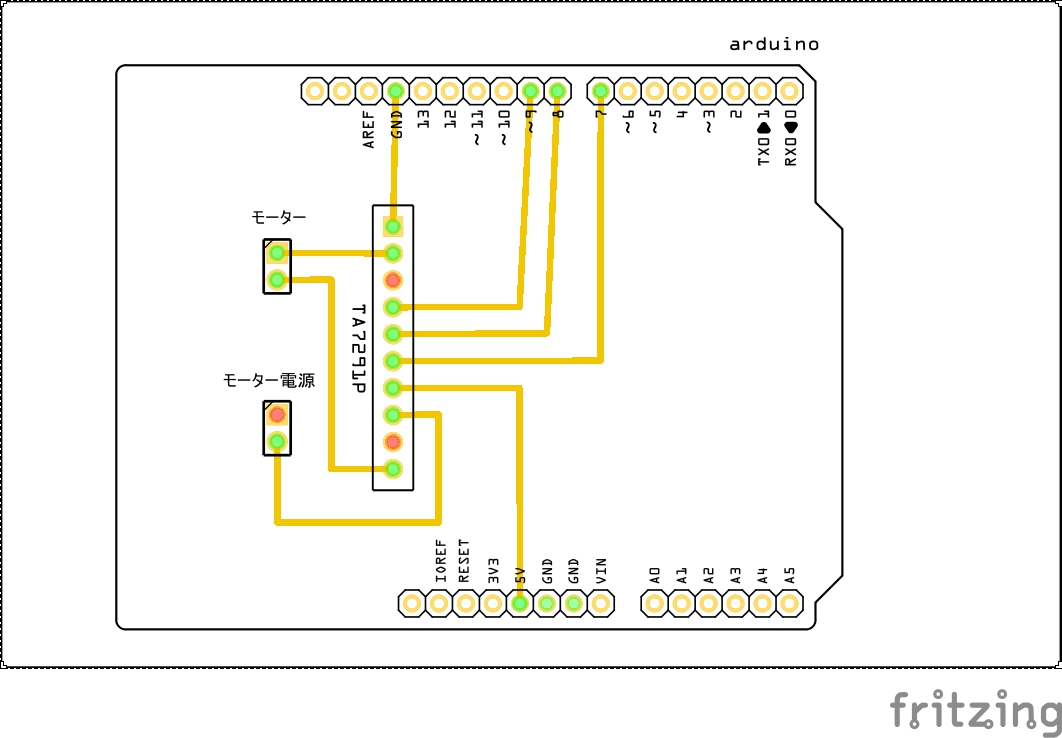 arduino
AREF
GND
13
12
~11
~10
~9
8
7
~6
~5
4
~3
2
TX0▶1
RX0◀0
モーター
TA7291P
モーター電源
IOREF
RESET
3V3
5V
GND
GND
VIN
A0
A1
A2
A3
A4
A5
fritzing